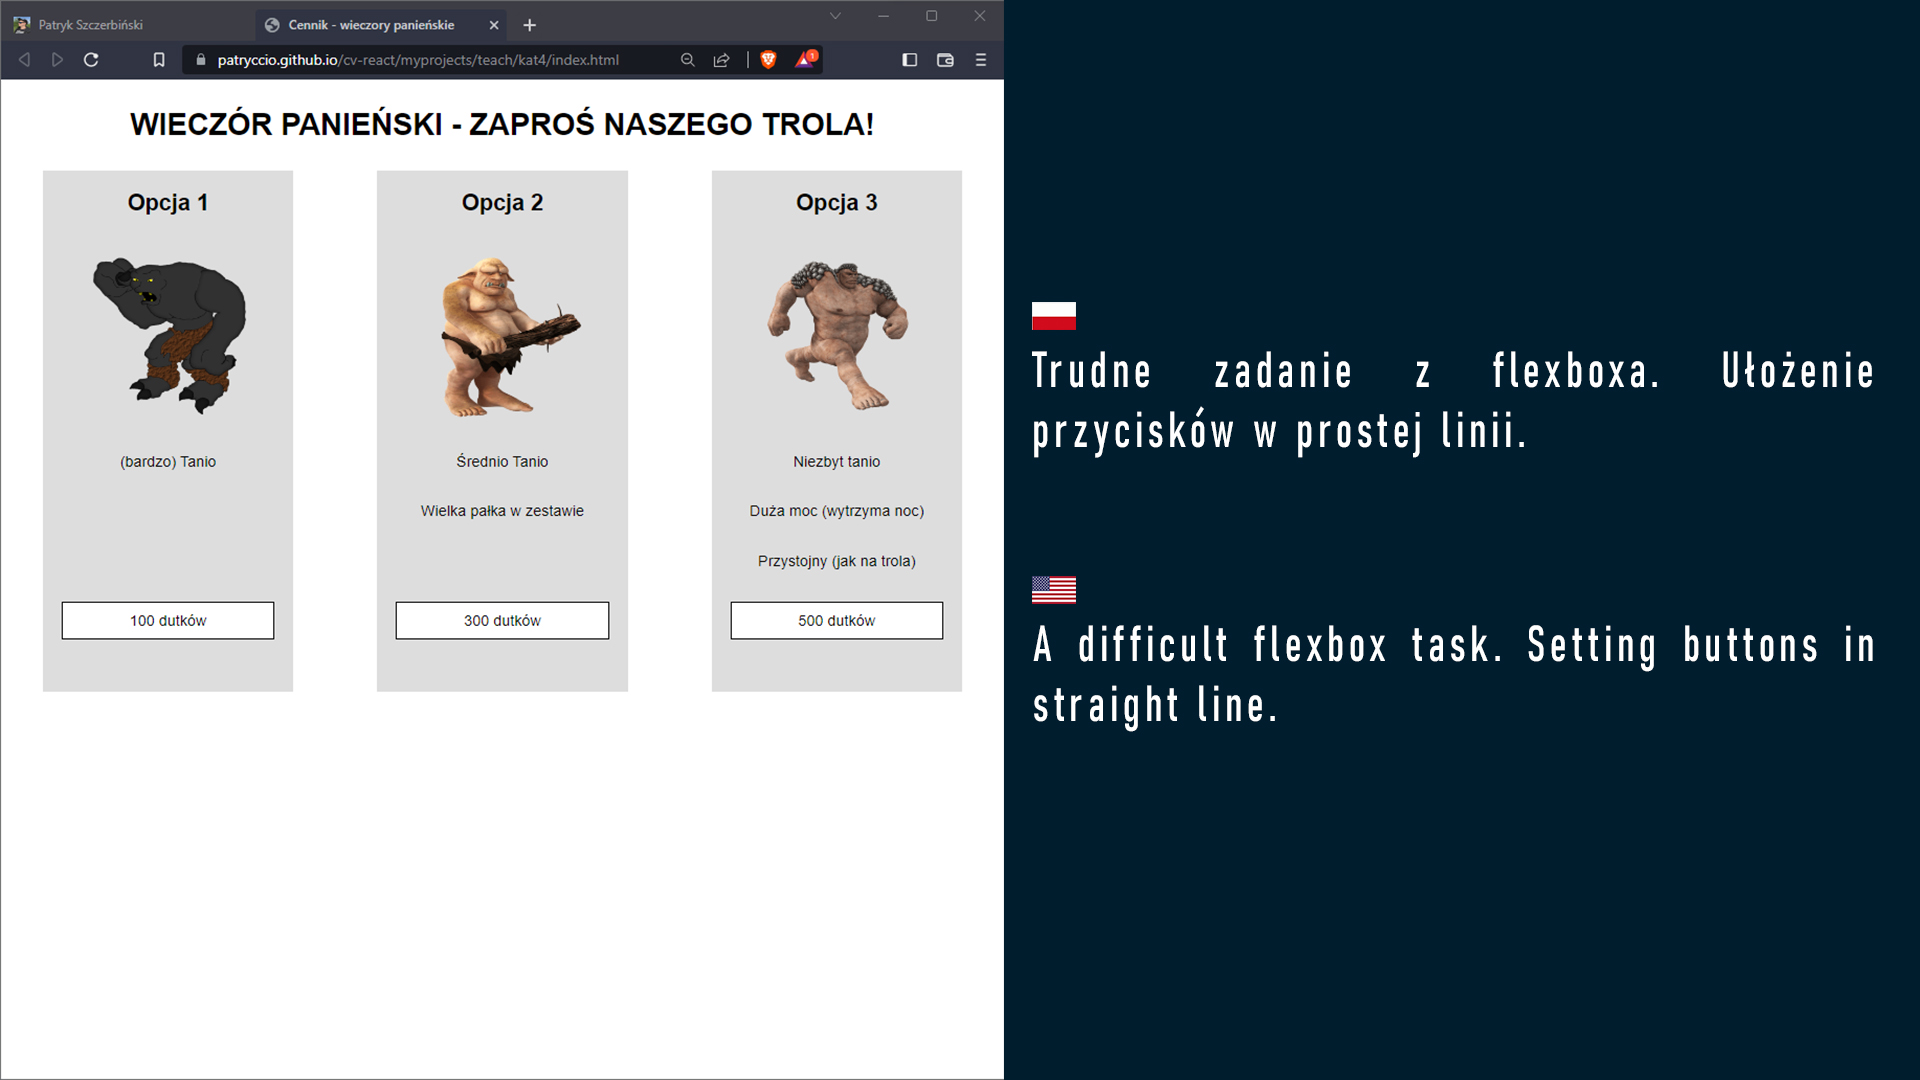 Patryk Szczerbiński
Cennik - wieczory panieńskie
patryccio.github.io/cv-react/myprojects/teach/kat4/index.html
1
WIECZÓR PANIEŃSKI - ZAPROŚ NASZEGO TROLA!
Opcja 1
(bardzo) Tanio
100 dutków
Opcja 2
Średnio Tanio
Wielka pałka w zestawie
300 dutków
Opcja 3
Niezbyt tanio
Duża moc (wytrzyma noc)
Przystojny (jak na trola)
500 dutków
Trudne zadanie z flexboxa. Ułożenie
przycisków w prostej linii.
A difficult flexbox task. Setting buttons in
straight line.